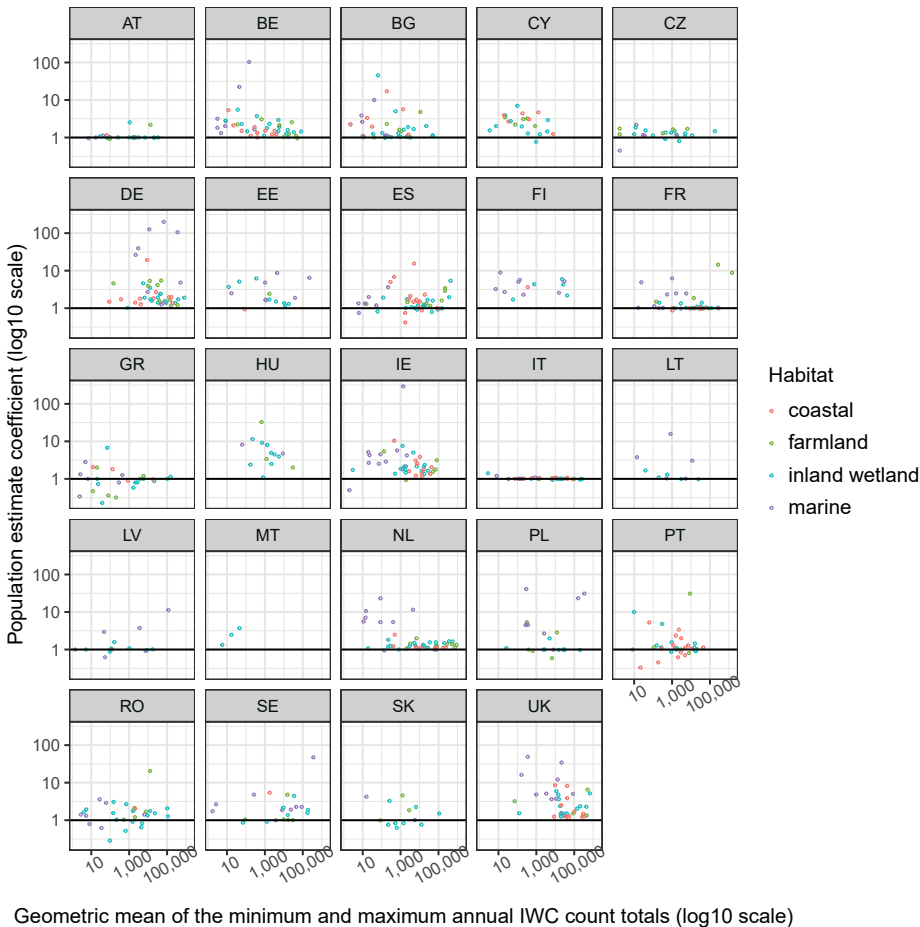 AT BE BG CY CZ
100
10
1
DE EE ES FI FR
100
10
1
GR HU IE IT LT
100
10
1
LV MT NL PL PT
100
10
1
10 1,000 100,000
RO SE SK UK
100
10
1
10 1,000 100,000 10 1,000 100,000 10 1,000 100,000 10 1,000 100,000
Population estimate coefficient (log10 scale)
Geometric mean of the minimum and maximum annual IWC count totals (log10 scale)
Habitat
coastal
farmland
inland wetland
marine